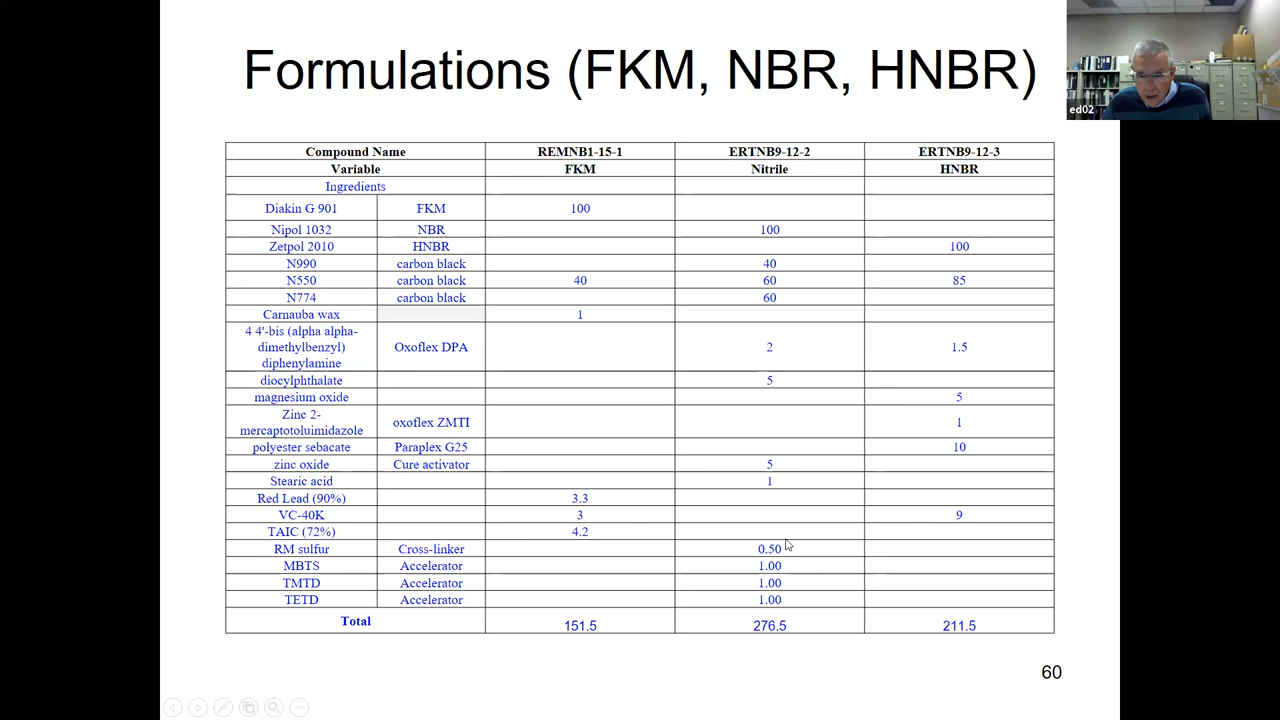 Formulations (FKM, NBR, HNBR)
ed02
Compound Name REMNB1-15-1 ERTNB9-12-2 ERTNB9-12-3
Variable FKM Nitrile HNBR
Ingredients
Diakin G 901 FKM 100
Nipol 1032 NBR 100
Zetpol 2010 HNBR 100
N990 carbon black 40
N550 carbon black 40 60 85
N774 carbon black 60
Carnauba wax 1
4 4'-bis (alpha alpha-
dimethylbenzyl) Oxoflex DPA 2 1.5
diphenylamine
diocylphthalate 5
magnesium oxide 5
Zinc 2-
mercaptotoluimidazole oxoflex ZMTI 1
polyester sebacate Paraplex G25 10
zinc oxide Cure activator 5
Stearic acid 1
Red Lead (90%) 3.3
VC-40K 3 9
TAIC (72%) 4.2
RM sulfur Cross-linker 0.50
MBTS Accelerator 1.00
TMTD Accelerator 1.00
TETD Accelerator 1.00
Total 151.5 276.5 211.5
60